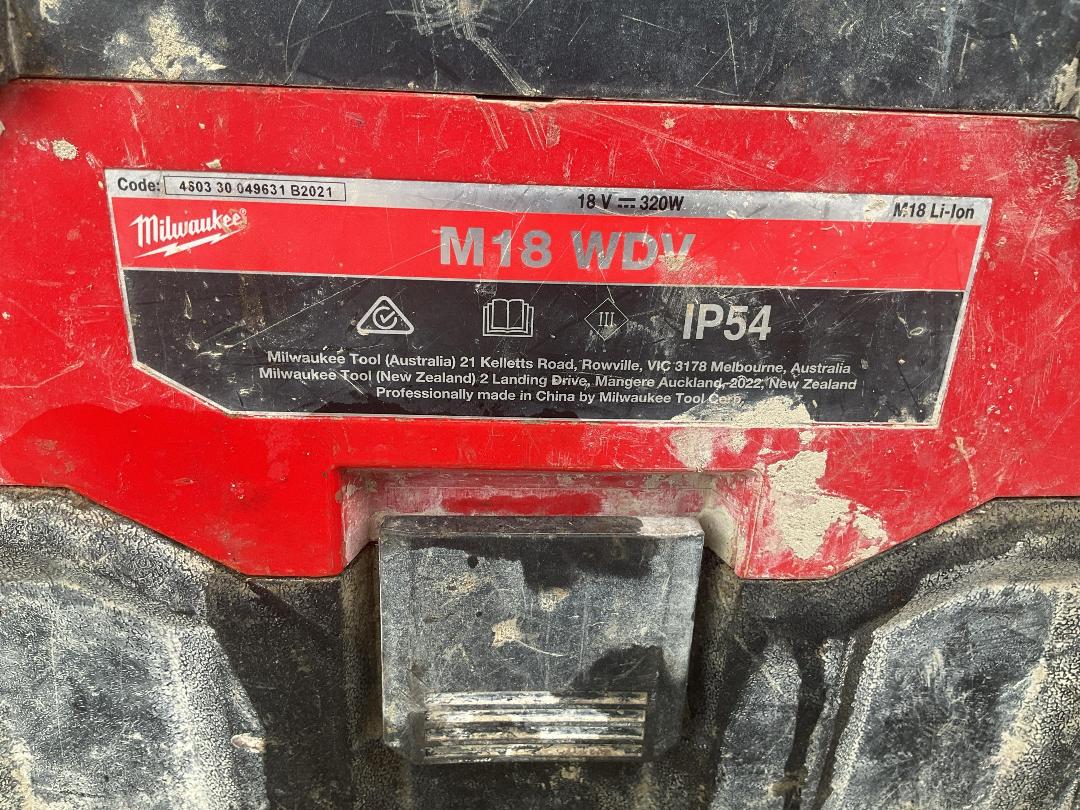 Code: 4603 30 049631 B2021
18 V ⎓ 320W
M18 Li-Ion
Milwaukee®
M18 WDV
III
IP54
Milwaukee Tool (Australia) 21 Kelletts Road, Rowville, VIC 3178 Melbourne, Australia
Milwaukee Tool (New Zealand) 2 Landing Drive, Mangere Auckland, 2022, New Zealand
Professionally made in China by Milwaukee Tool Corp.